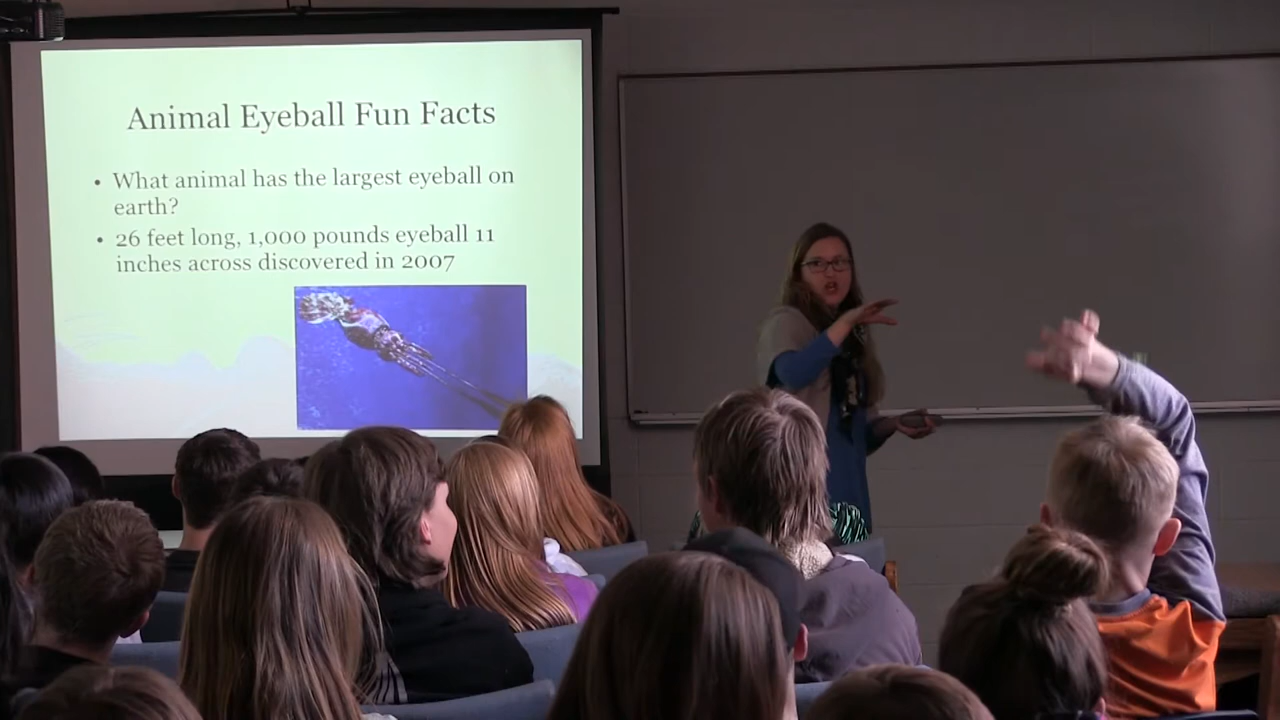 Animal Eyeball Fun Facts
• What animal has the largest eyeball on
earth?
• 26 feet long, 1,000 pounds eyeball 11
inches across discovered in 2007